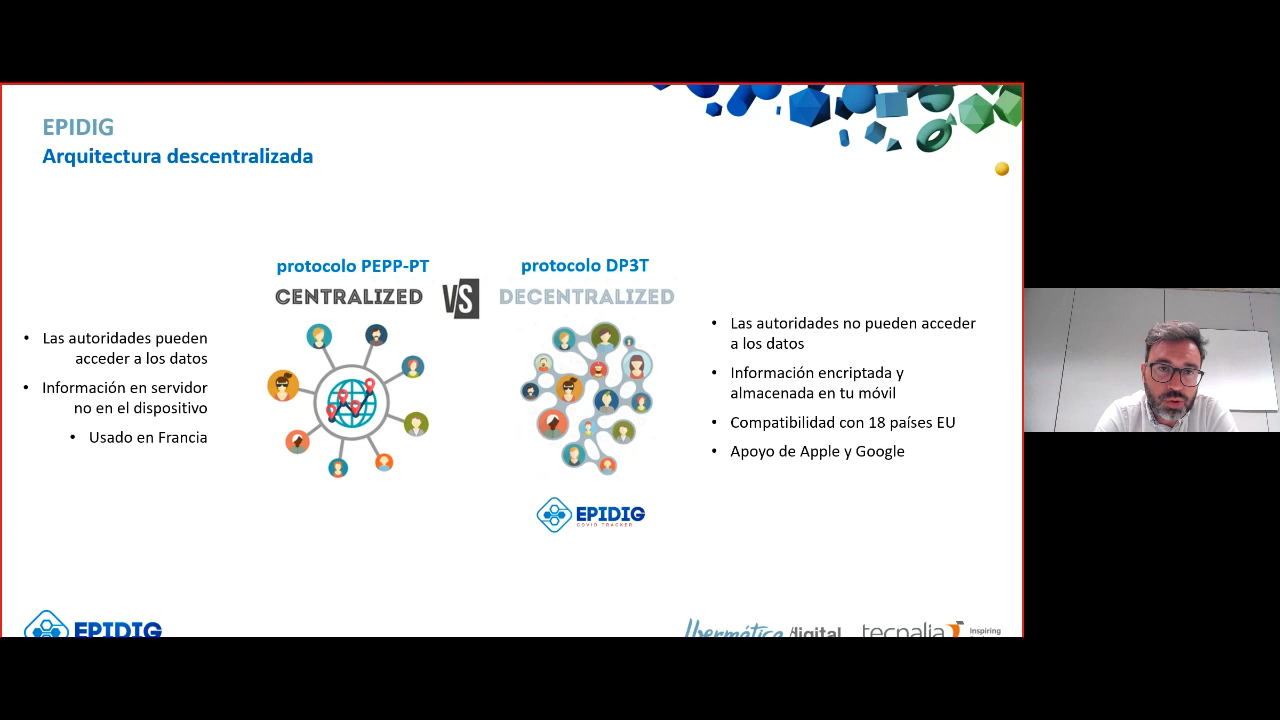 EPIDIG
Arquitectura descentralizada
protocolo PEPP-PT
CENTRALIZED
VS
protocolo DP3T
DECENTRALIZED
• Las autoridades pueden
acceder a los datos
• Información en servidor
no en el dispositivo
• Usado en Francia
• Las autoridades no pueden acceder
a los datos
• Información encriptada y
almacenada en tu móvil
• Compatibilidad con 18 países EU
• Apoyo de Apple y Google
EPIDIG
COVID TRACKER
EPIDIG
Ibermática digital
tecnalia Inspiring